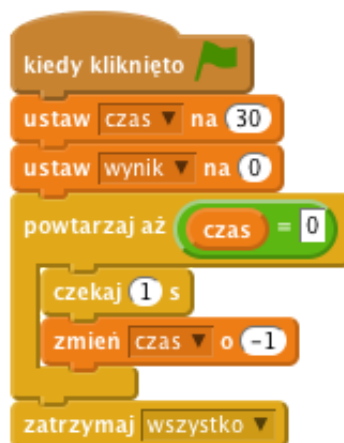 kiedy kliknięto
ustaw czas na 30
ustaw wynik na 0
powtarzaj aż czas = 0
czekaj 1 s
zmień czas o -1
zatrzymaj wszystko